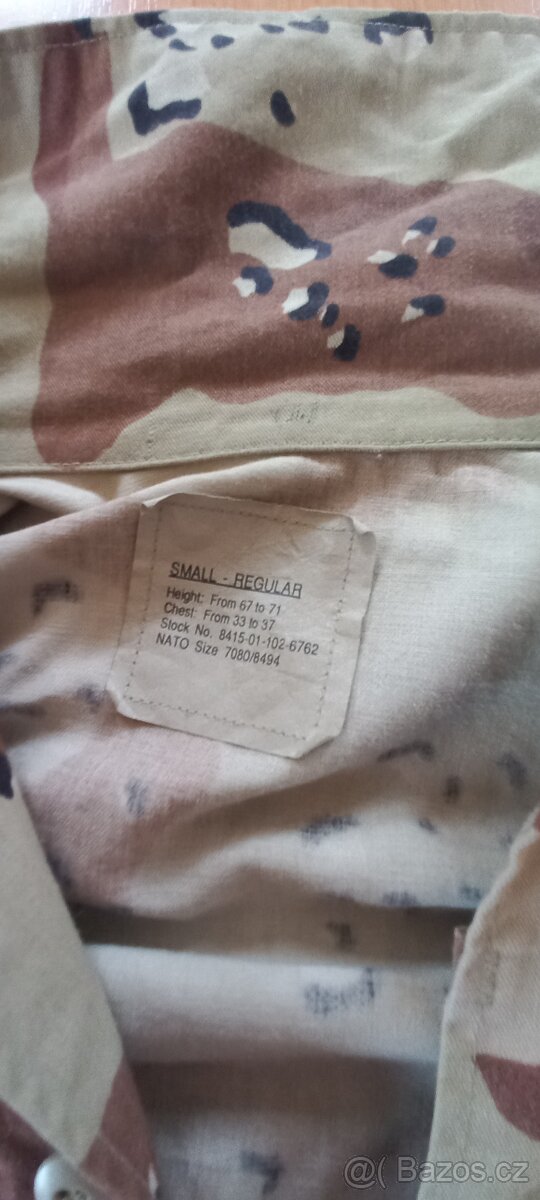 SMALL - REGULAR
Height: From 67 to 71
Chest: From 33 to 37
Stock No. 8415-01-102-6762
NATO Size 7080/8494
@( Bazoš.cz